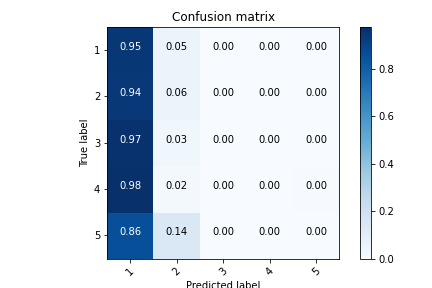 Confusion matrix
1 0.95 0.05 0.00 0.00 0.00
2 0.94 0.06 0.00 0.00 0.00
3 0.97 0.03 0.00 0.00 0.00
4 0.98 0.02 0.00 0.00 0.00
5 0.86 0.14 0.00 0.00 0.00
1 2 3 4 5
True label
Predicted label
0.8
0.6
0.4
0.2
0.0